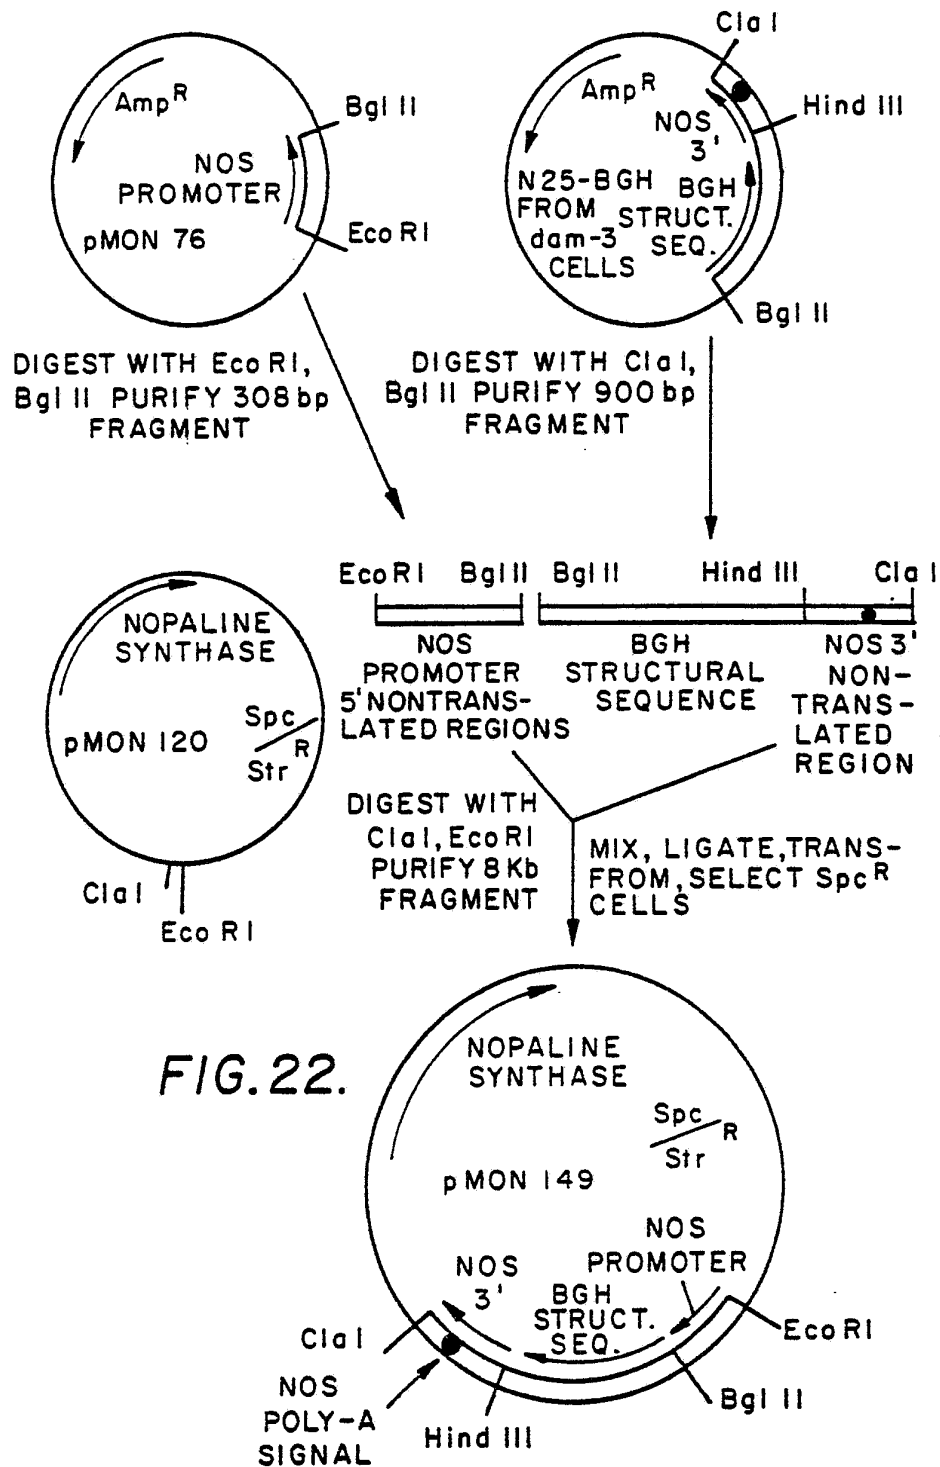 Amp R
Bgl II
NOS
PROMOTER
pMON 76
Eco RI
Cla I
Amp R
Hind III
NOS
3'
N25-BGH
FROM
dam-3
CELLS
BGH
STRUCT.
SEQ.
Bgl II
DIGEST WITH Eco RI,
Bgl II PURIFY 308 bp
FRAGMENT
DIGEST WITH Cla I,
Bgl II PURIFY 900 bp
FRAGMENT
Eco RI Bgl II Bgl II Hind III Cla I
NOPALINE
SYNTHASE
pMON 120
Spc
R
Str
Cla I
Eco RI
NOS
PROMOTER
5' NONTRANS-
LATED REGIONS
BGH
STRUCTURAL
SEQUENCE
NOS 3'
NON-
TRANS-
LATED
REGION
DIGEST WITH
Cla I, Eco RI
PURIFY 8 Kb
FRAGMENT
MIX, LIGATE, TRANS-
FROM, SELECT Spc R
CELLS
FIG. 22.
NOPALINE
SYNTHASE
Spc
R
Str
pMON 149
NOS
PROMOTER
NOS
3'
BGH
STRUCT.
SEQ.
Cla I
Eco RI
NOS
POLY-A
SIGNAL
Hind III
Bgl II